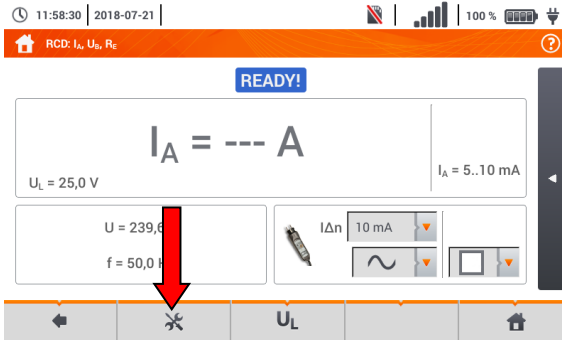 11:58:30 2018-07-21 100 %
RCD: IA, UB, RE ?
READY!
IA = --- A
UL = 25,0 V
IA = 5..10 mA
U = 239,6
f = 50,0
IΔn 10 mA
UL